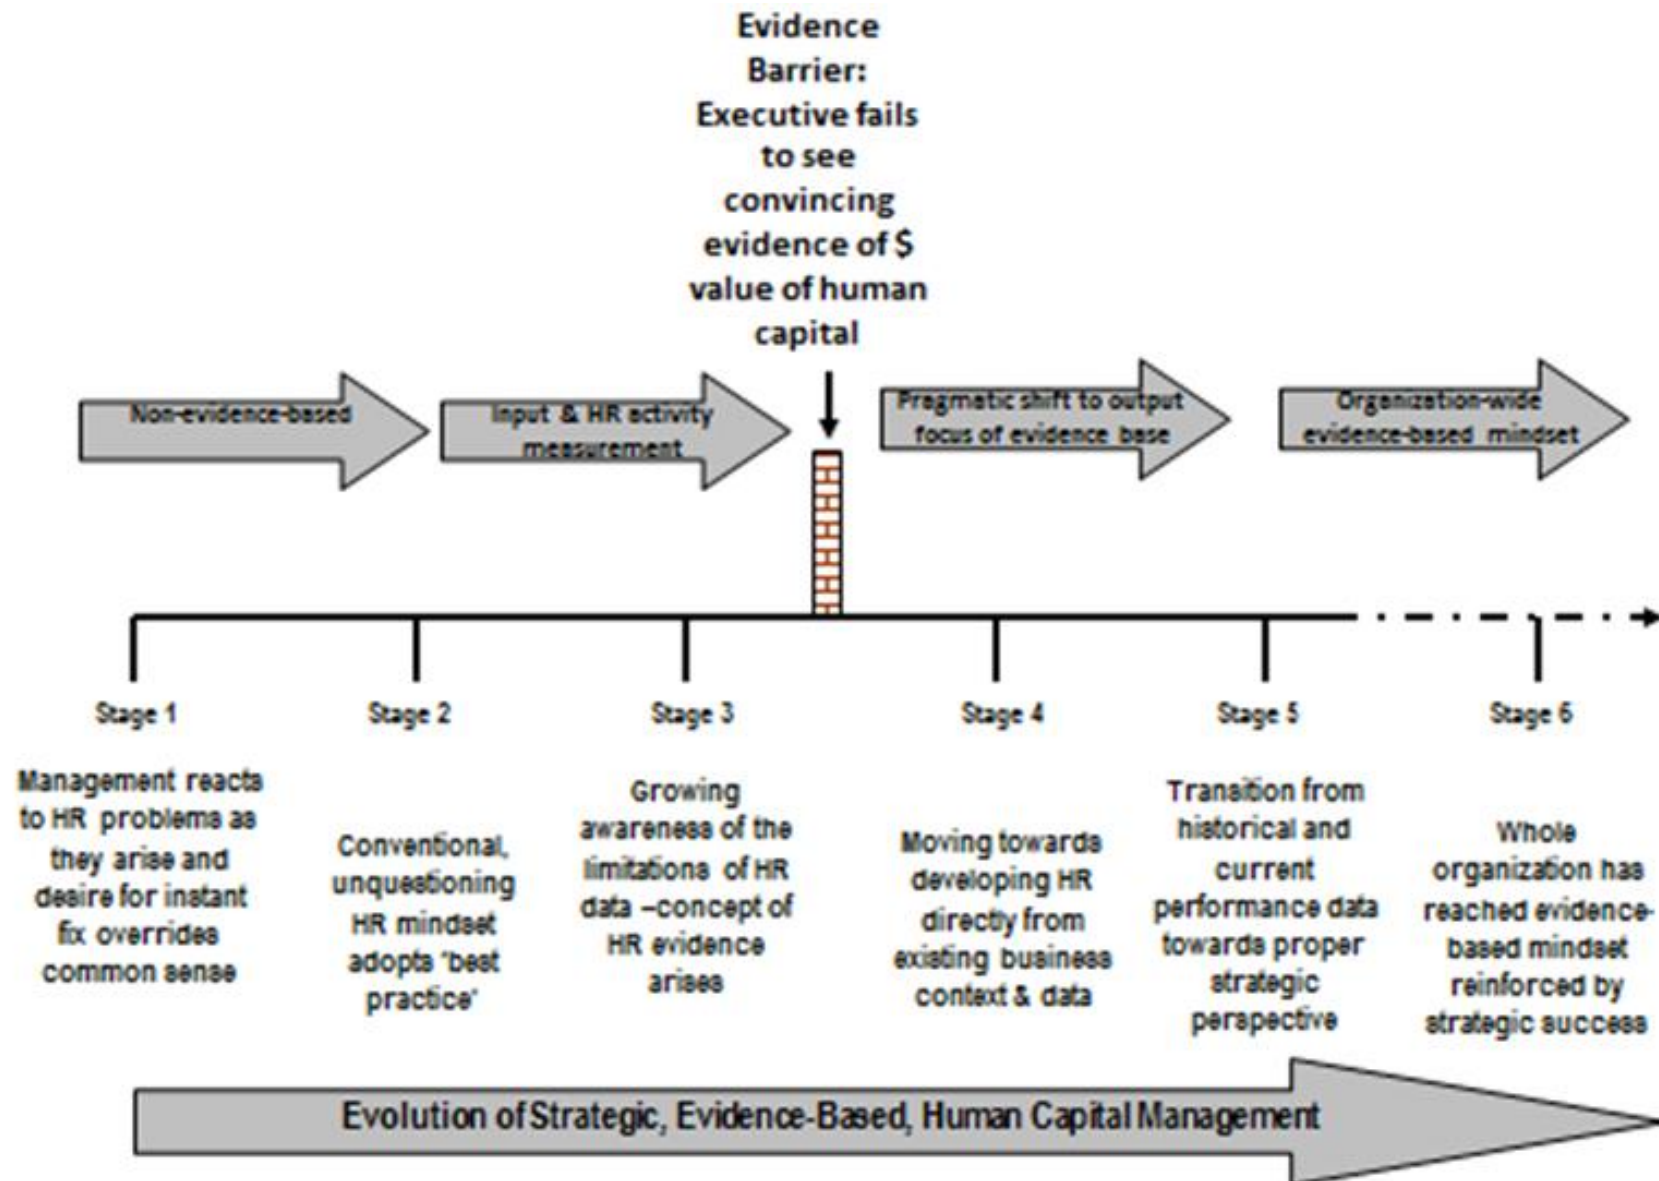 Evidence
Barrier:
Executive fails
to see
convincing
evidence of $
value of human
capital
Non-evidence-based
Input & HR activity
measurement
Pragmatic shift to output
focus of evidence base
Organization-wide
evidence-based mindset
Stage 1
Stage 2
Stage 3
Stage 4
Stage 5
Stage 6
Management reacts
to HR problems as
they arise and
desire for instant
fix overrides
common sense
Conventional,
unquestioning
HR mindset
adopts "best
practice"
Growing
awareness of the
limitations of HR
data –concept of
HR evidence
arises
Moving towards
developing HR
directly from
existing business
context & data
Transition from
historical and
current
performance data
towards proper
strategic
perspective
Whole
organization has
reached evidence-
based mindset
reinforced by
strategic success
Evolution of Strategic, Evidence-Based, Human Capital Management